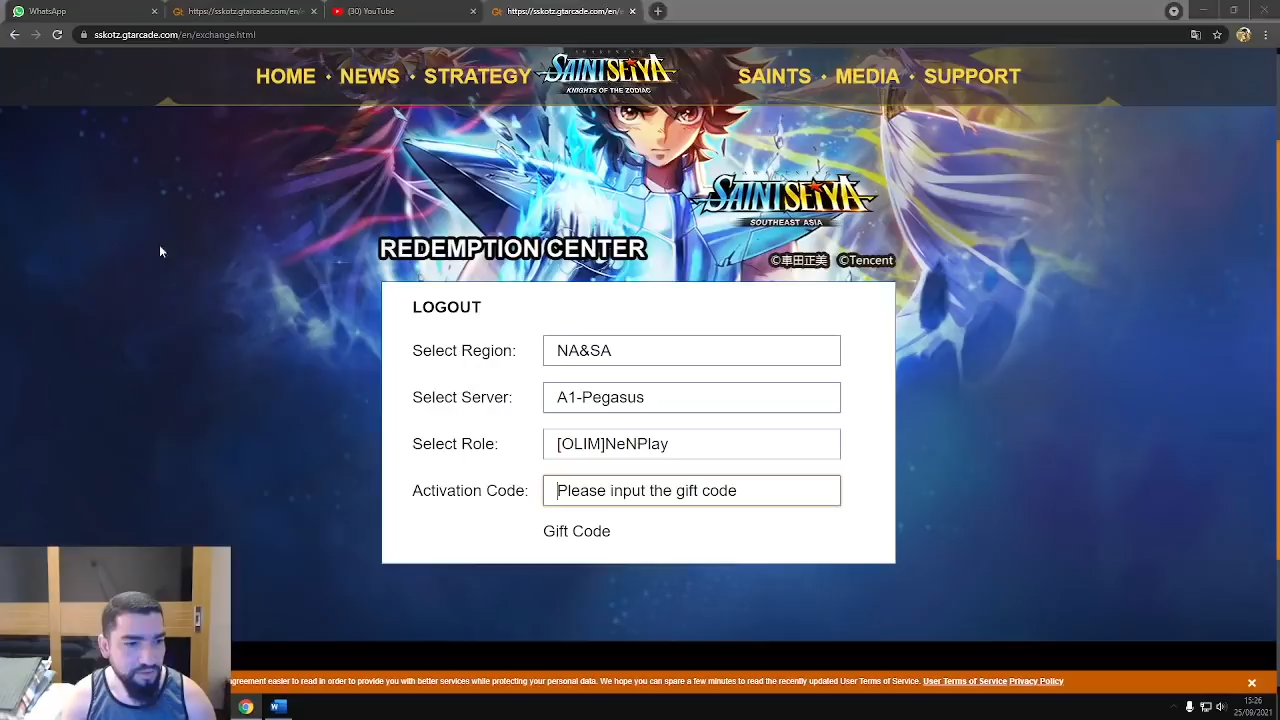 WhatsApp
https://sskotz.gtarcade.com/en/e
(30) YouTube
https://sskotz.gtarcade.com/en/e
sskotz.gtarcade.com/en/exchange.html
HOME · NEWS · STRATEGY
SAINT SEIYA
KNIGHTS OF THE ZODIAC
SAINTS · MEDIA · SUPPORT
SAINT SEIYA
SOUTHEAST ASIA
REDEMPTION CENTER
©車田正美 ©Tencent
LOGOUT
Select Region: NA&SA
Select Server: A1-Pegasus
Select Role: [OLIM]NeNPlay
Activation Code: Please input the gift code
Gift Code
agreement easier to read in order to provide you with better services while protecting your personal data. We hope you can spare a few minutes to read the recently updated User Terms of Service. User Terms of Service Privacy Policy
15:26
25/09/2021